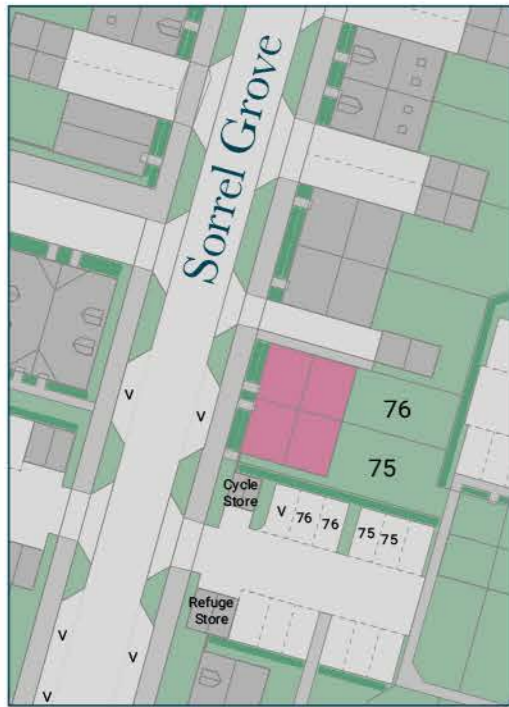 Sorrel Grove
V
V
76
75
Cycle
Store
V 76 76
75 75
Refuge
Store
V
V
V